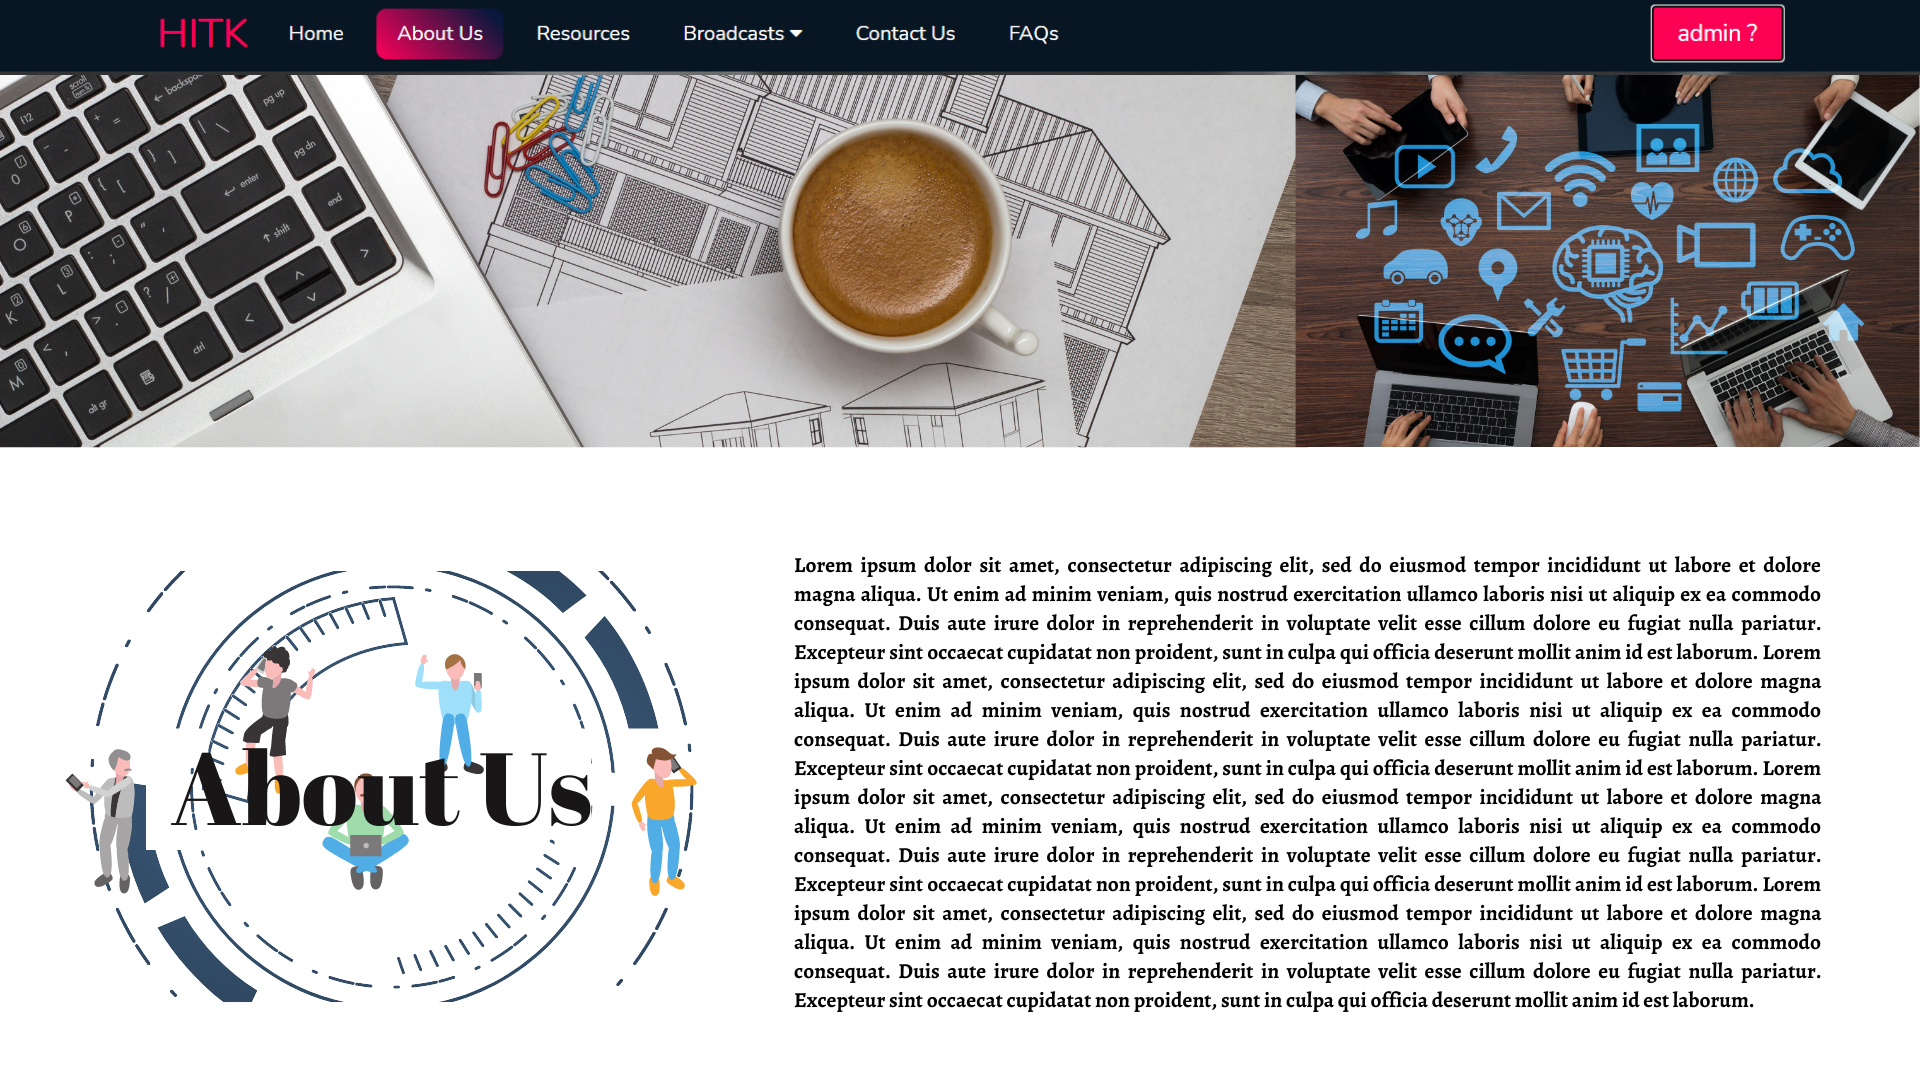 HITK Home About Us Resources Broadcasts Contact Us FAQs admin ?
scroll backspace pg up
f12 + = | \
- - } ] pg dn
) 0 { [ enter end
P " ' shift
O : ; >
L ? /
K > . <
< , ctrl
M alt gr
About Us
Lorem ipsum dolor sit amet, consectetur adipiscing elit, sed do eiusmod tempor incididunt ut labore et dolore
magna aliqua. Ut enim ad minim veniam, quis nostrud exercitation ullamco laboris nisi ut aliquip ex ea commodo
consequat. Duis aute irure dolor in reprehenderit in voluptate velit esse cillum dolore eu fugiat nulla pariatur.
Excepteur sint occaecat cupidatat non proident, sunt in culpa qui officia deserunt mollit anim id est laborum. Lorem
ipsum dolor sit amet, consectetur adipiscing elit, sed do eiusmod tempor incididunt ut labore et dolore magna
aliqua. Ut enim ad minim veniam, quis nostrud exercitation ullamco laboris nisi ut aliquip ex ea commodo
consequat. Duis aute irure dolor in reprehenderit in voluptate velit esse cillum dolore eu fugiat nulla pariatur.
Excepteur sint occaecat cupidatat non proident, sunt in culpa qui officia deserunt mollit anim id est laborum. Lorem
ipsum dolor sit amet, consectetur adipiscing elit, sed do eiusmod tempor incididunt ut labore et dolore magna
aliqua. Ut enim ad minim veniam, quis nostrud exercitation ullamco laboris nisi ut aliquip ex ea commodo
consequat. Duis aute irure dolor in reprehenderit in voluptate velit esse cillum dolore eu fugiat nulla pariatur.
Excepteur sint occaecat cupidatat non proident, sunt in culpa qui officia deserunt mollit anim id est laborum. Lorem
ipsum dolor sit amet, consectetur adipiscing elit, sed do eiusmod tempor incididunt ut labore et dolore magna
aliqua. Ut enim ad minim veniam, quis nostrud exercitation ullamco laboris nisi ut aliquip ex ea commodo
consequat. Duis aute irure dolor in reprehenderit in voluptate velit esse cillum dolore eu fugiat nulla pariatur.
Excepteur sint occaecat cupidatat non proident, sunt in culpa qui officia deserunt mollit anim id est laborum.